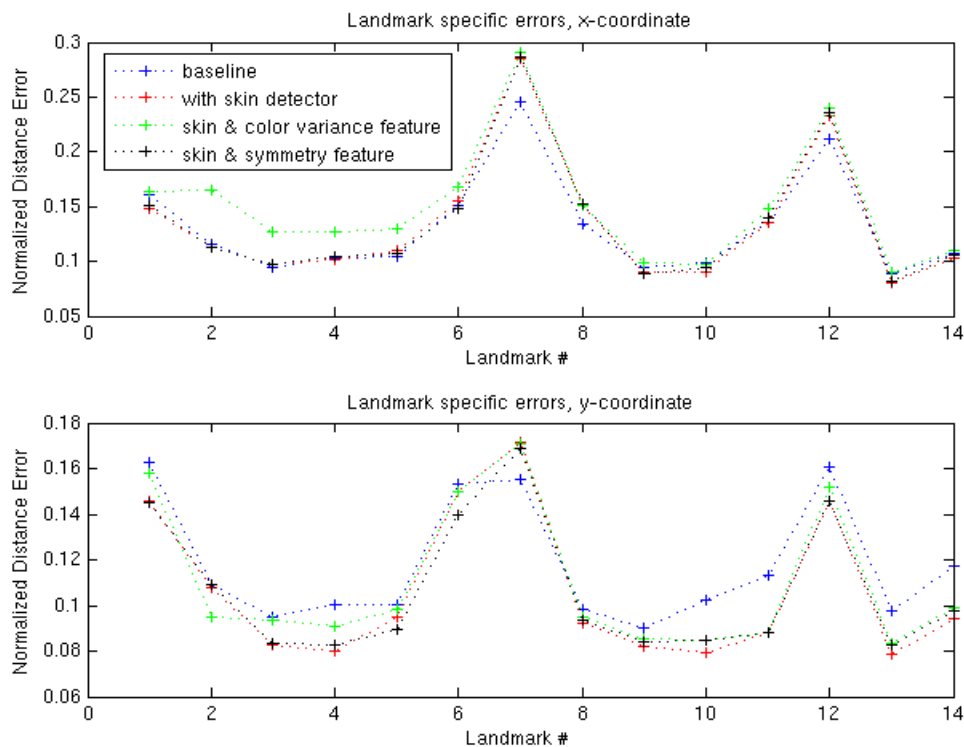 Landmark specific errors, x-coordinate
Normalized Distance Error
0.3
0.25
0.2
0.15
0.1
0.05
baseline
with skin detector
skin & color variance feature
skin & symmetry feature
0 2 4 6 8 10 12 14
Landmark #
Landmark specific errors, y-coordinate
Normalized Distance Error
0.18
0.16
0.14
0.12
0.1
0.08
0.06
0 2 4 6 8 10 12 14
Landmark #